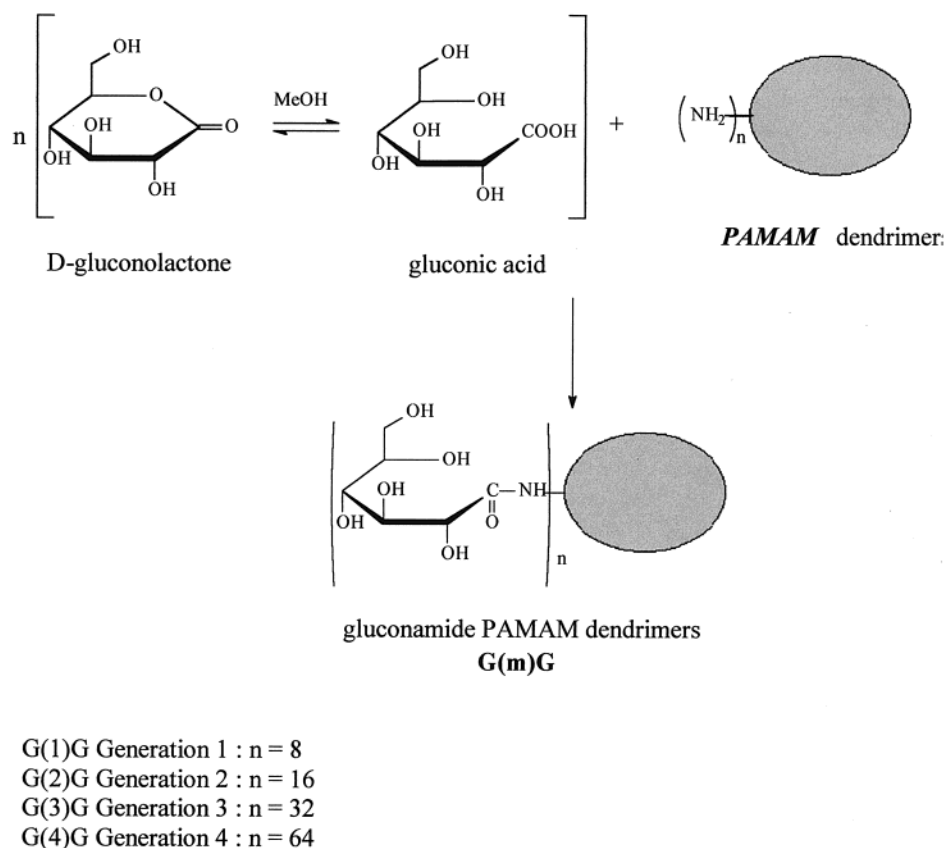 OH
O
n
OH
O
OH
OH
MeOH
OH
OH
OH
COOH
OH
OH
+
(NH2)n
D-gluconolactone
gluconic acid
PAMAM dendrimers
OH
OH
OH
OH
OH
C–NH
O
n
gluconamide PAMAM dendrimers
G(m)G
G(1)G Generation 1 : n = 8
G(2)G Generation 2 : n = 16
G(3)G Generation 3 : n = 32
G(4)G Generation 4 : n = 64